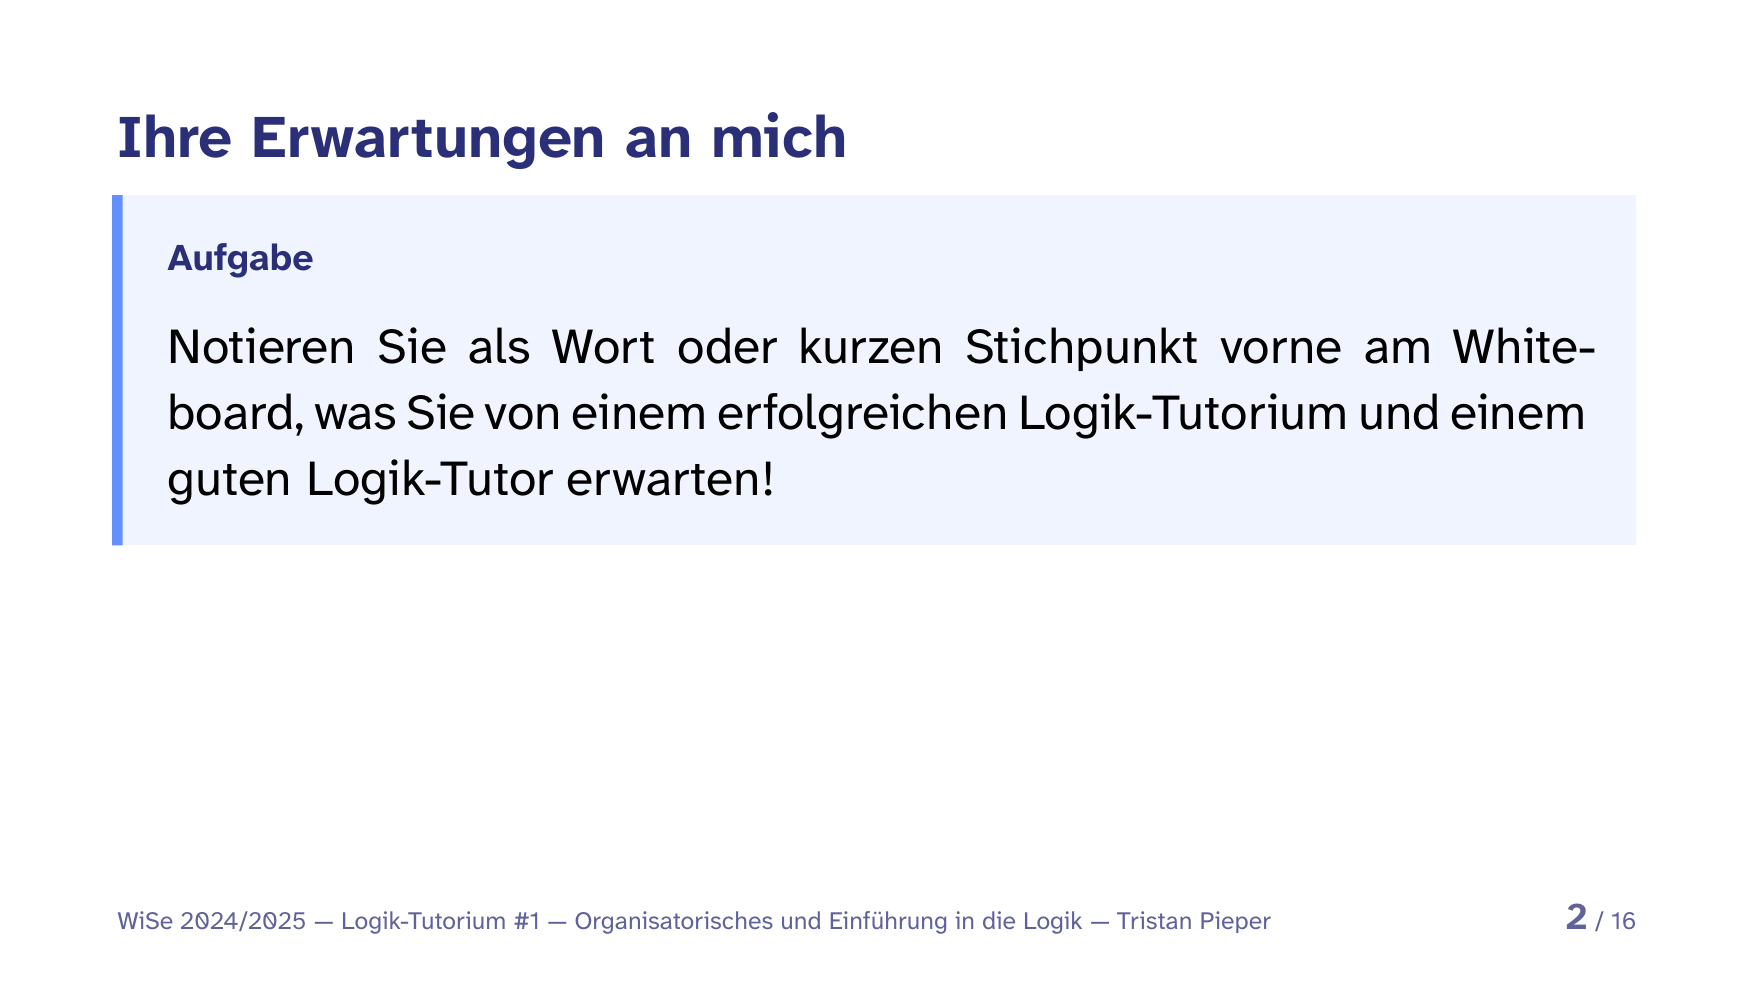 Ihre Erwartungen an mich
Aufgabe
Notieren Sie als Wort oder kurzen Stichpunkt vorne am White-
board, was Sie von einem erfolgreichen Logik-Tutorium und einem
guten Logik-Tutor erwarten!
WiSe 2024/2025 — Logik-Tutorium #1 — Organisatorisches und Einführung in die Logik — Tristan Pieper
2 / 16